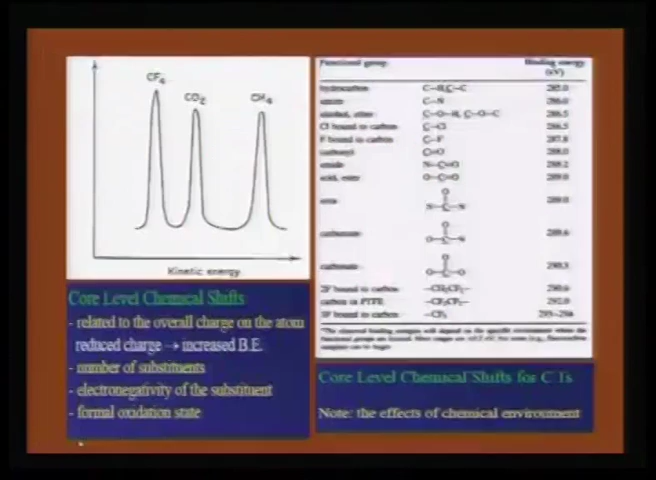 CF4
CO2
CH4
Kinetic energy
Core Level Chemical Shifts
- related to the overall charge on the atom
reduced charge → increased B.E.
- number of substituents
- electronegativity of the substituent
- formal oxidation state
Functional group Binding energy (eV)
hydrocarbon C—H, C—C 285.0
amine C—N 286.0
alcohol, ether C—O—H, C—O—C 286.5
Cl bound to carbon C—Cl 286.5
F bound to carbon C—F 287.8
carbonyl C=O 288.0
amide N—C=O 288.2
acid, ester O—C=O 289.0
urea 289.0
carbamate 289.6
carbonate 290.3
2F bound to carbon —CH2CF2— 290.6
carbon in PTFE —CF2CF2— 292.0
3F bound to carbon —CF3 293–294
Core Level Chemical Shifts for C 1s
Note: the effects of chemical environment